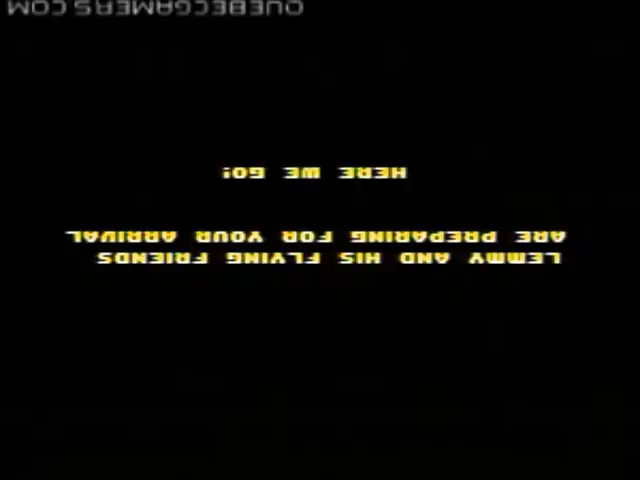 LEMMY AND HIS FLYING FRIENDS
ARE PREPARING FOR YOUR ARRIVAL
HERE WE GO!
QUEBECGAMERS.COM